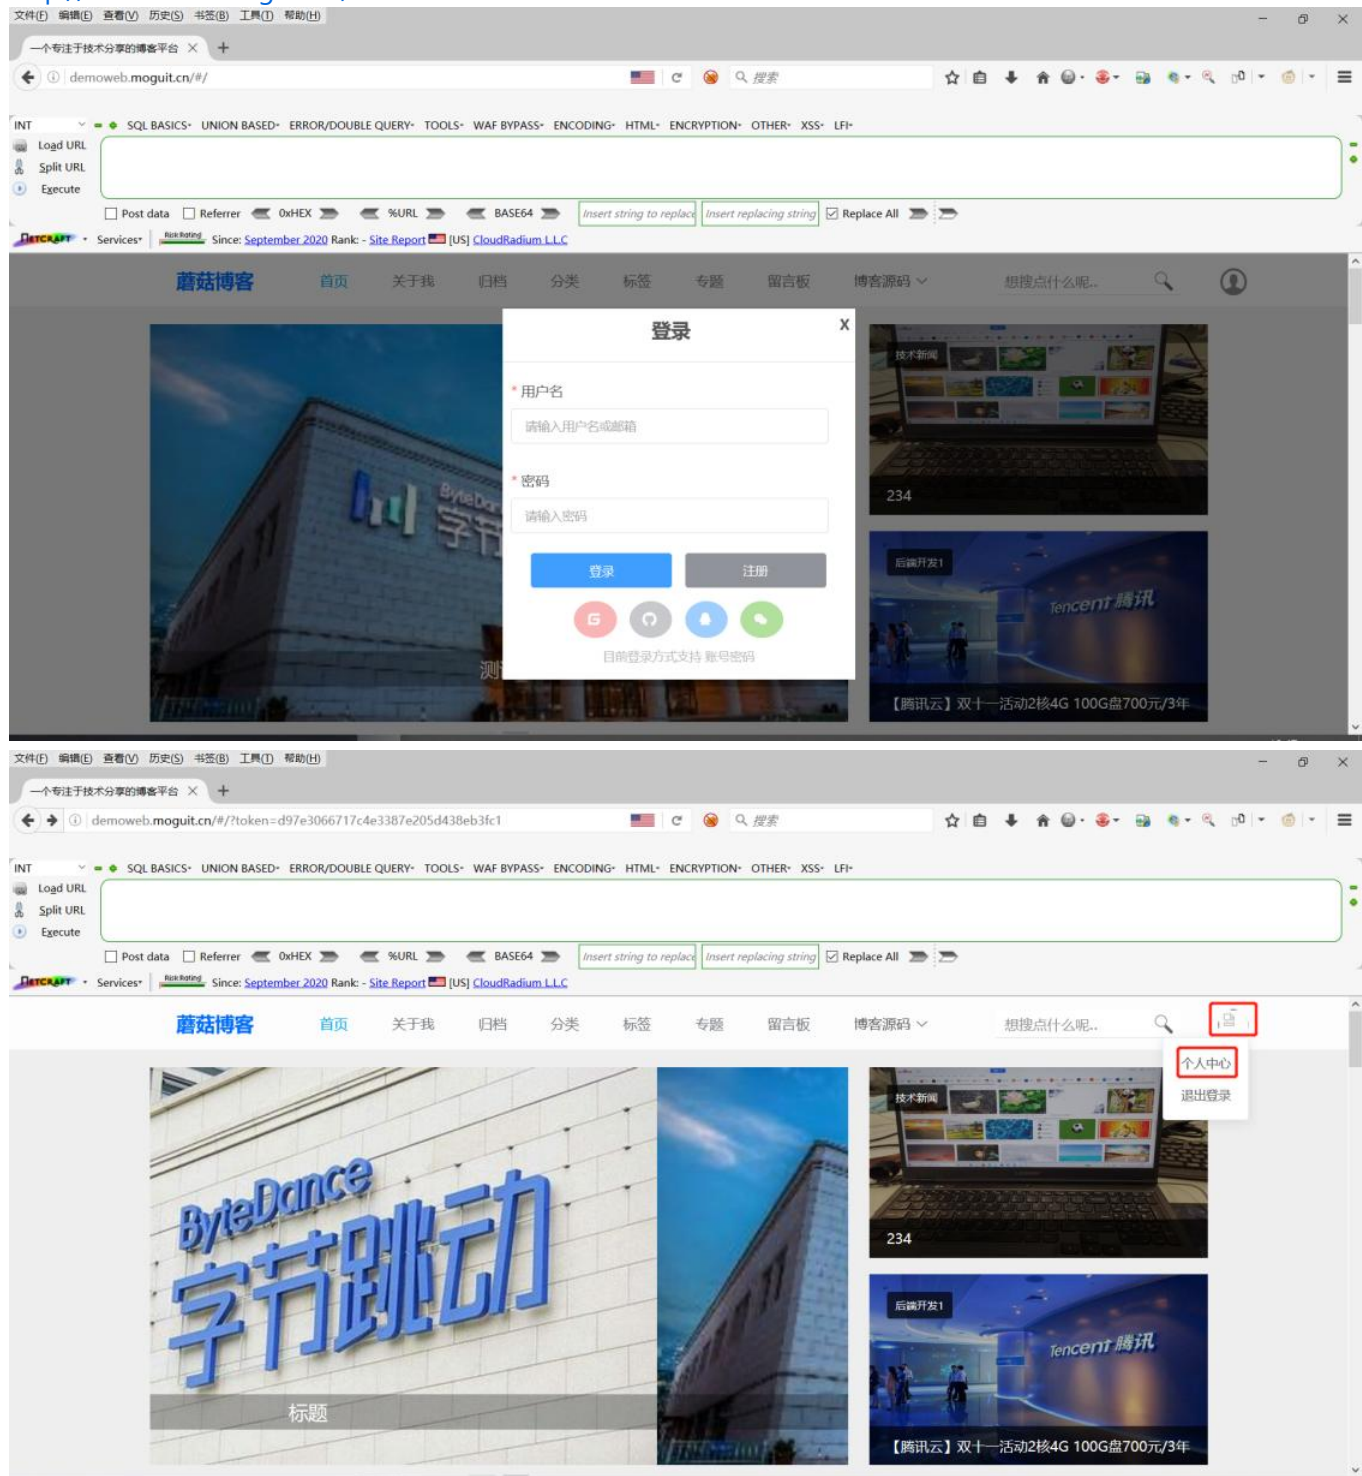 文件(F) 编辑(E) 查看(V) 历史(S) 书签(B) 工具(T) 帮助(H)
一个专注于技术分享的博客平台
demoweb.moguit.cn/#/
搜索
INT SQL BASICS UNION BASED ERROR/DOUBLE QUERY TOOLS WAF BYPASS ENCODING HTML ENCRYPTION OTHER XSS LFI
Load URL
Split URL
Execute
Post data Referrer 0xHEX %URL BASE64 Insert string to replace Insert replacing string Replace All
NETCRAFT Services Risk Rating Since: September 2020 Rank: - Site Report [US] CloudRadium L.L.C
蘑菇博客 首页 关于我 归档 分类 标签 专题 留言板 博客源码 想搜点什么呢..
登录 X
* 用户名
请输入用户名或邮箱
* 密码
请输入密码
登录 注册
目前登录方式支持 账号密码
ByteDance
字节
测
技术新闻
234
后端开发1
Tencent 腾讯
【腾讯云】双十一活动2核4G 100G盘700元/3年
文件(F) 编辑(E) 查看(V) 历史(S) 书签(B) 工具(T) 帮助(H)
一个专注于技术分享的博客平台
demoweb.moguit.cn/#/?token=d97e3066717c4e3387e205d438eb3fc1
搜索
INT SQL BASICS UNION BASED ERROR/DOUBLE QUERY TOOLS WAF BYPASS ENCODING HTML ENCRYPTION OTHER XSS LFI
Load URL
Split URL
Execute
Post data Referrer 0xHEX %URL BASE64 Insert string to replace Insert replacing string Replace All
NETCRAFT Services Risk Rating Since: September 2020 Rank: - Site Report [US] CloudRadium L.L.C
蘑菇博客 首页 关于我 归档 分类 标签 专题 留言板 博客源码 想搜点什么呢..
个人中心
退出登录
ByteDance
字节跳动
标题
技术新闻
234
后端开发1
Tencent 腾讯
【腾讯云】双十一活动2核4G 100G盘700元/3年